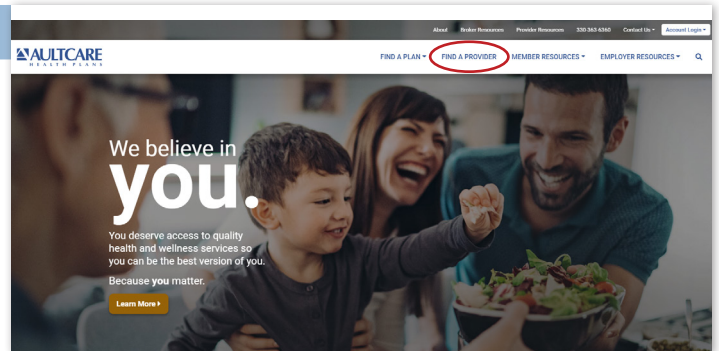 About Broker Resources Provider Resources 330-363-6360 Contact Us Account Login
AULTCARE
HEALTH PLANS
FIND A PLAN FIND A PROVIDER MEMBER RESOURCES EMPLOYER RESOURCES
We believe in
you.
You deserve access to quality
health and wellness services so
you can be the best version of you.
Because you matter.
Learn More